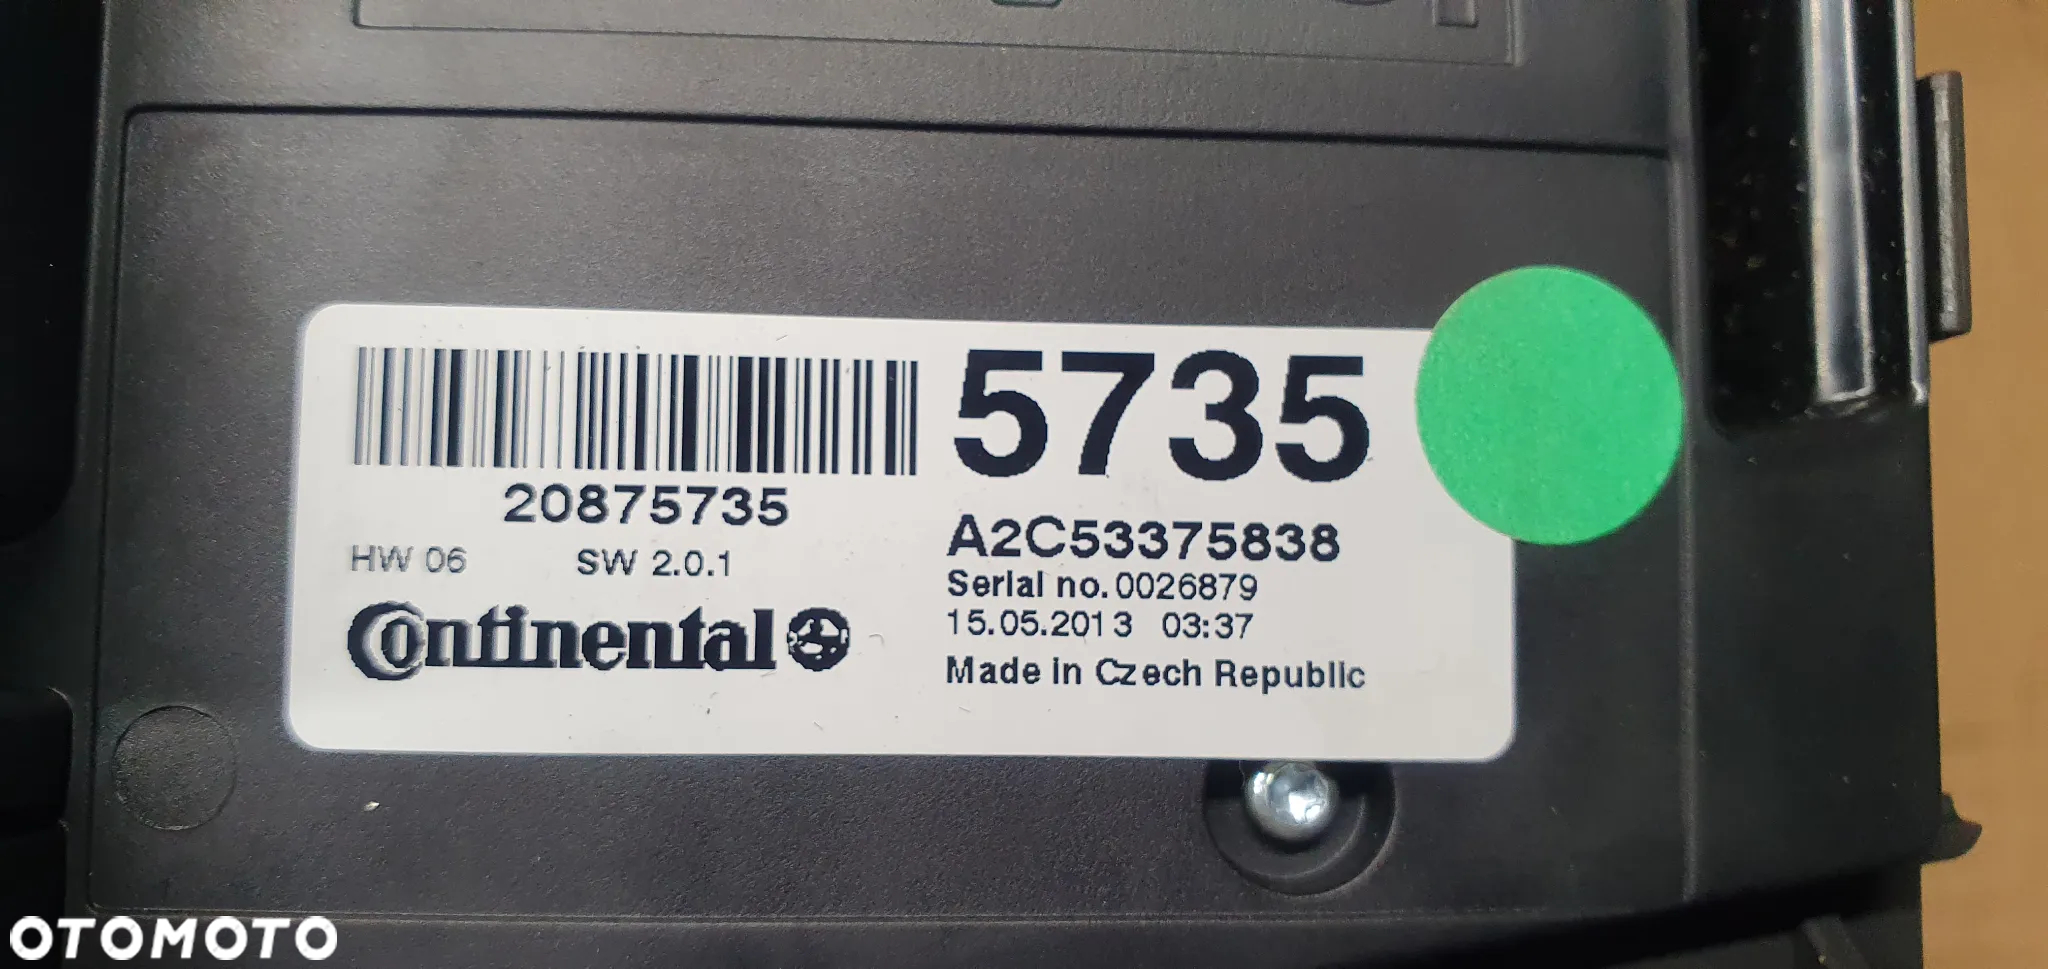 5735
20875735
HW 06 SW 2.0.1
Continental
A2C53375838
Serial no. 0026879
15.05.2013 03:37
Made in Czech Republic
OTOMOTO